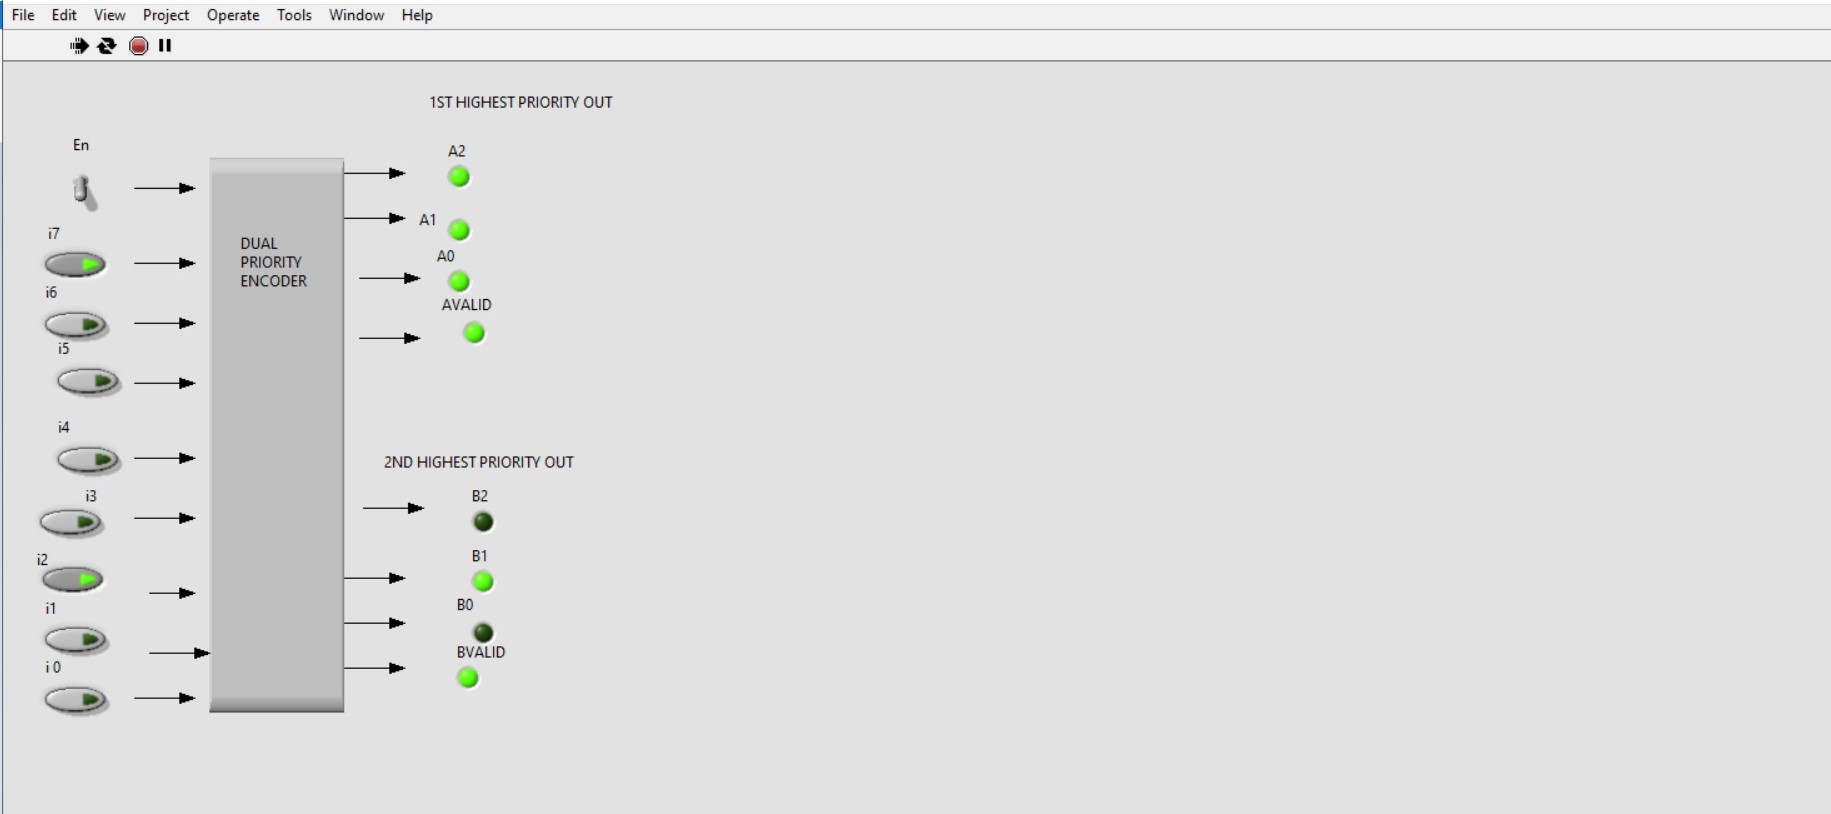 File Edit View Project Operate Tools Window Help
1ST HIGHEST PRIORITY OUT
En
A2
i7
A1
DUAL
PRIORITY
ENCODER
A0
i6
AVALID
i5
i4
2ND HIGHEST PRIORITY OUT
i3
B2
i2
B1
i1
B0
BVALID
i 0